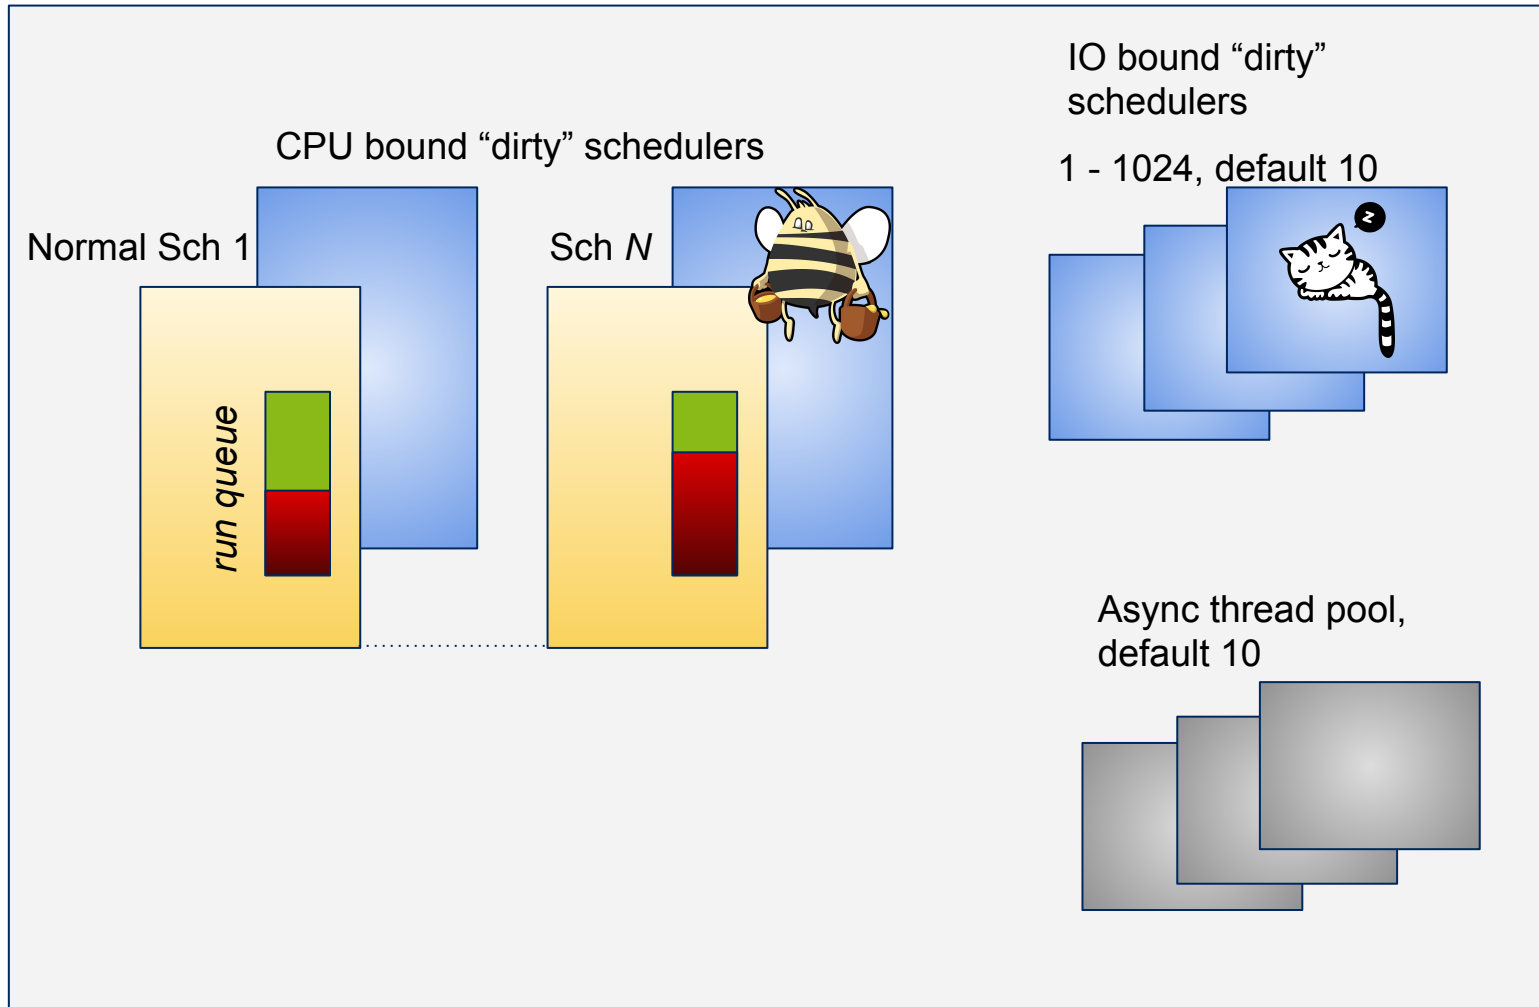 CPU bound “dirty” schedulers
Normal Sch 1
Sch N
run queue
IO bound “dirty”
schedulers
1 - 1024, default 10
z
Async thread pool,
default 10